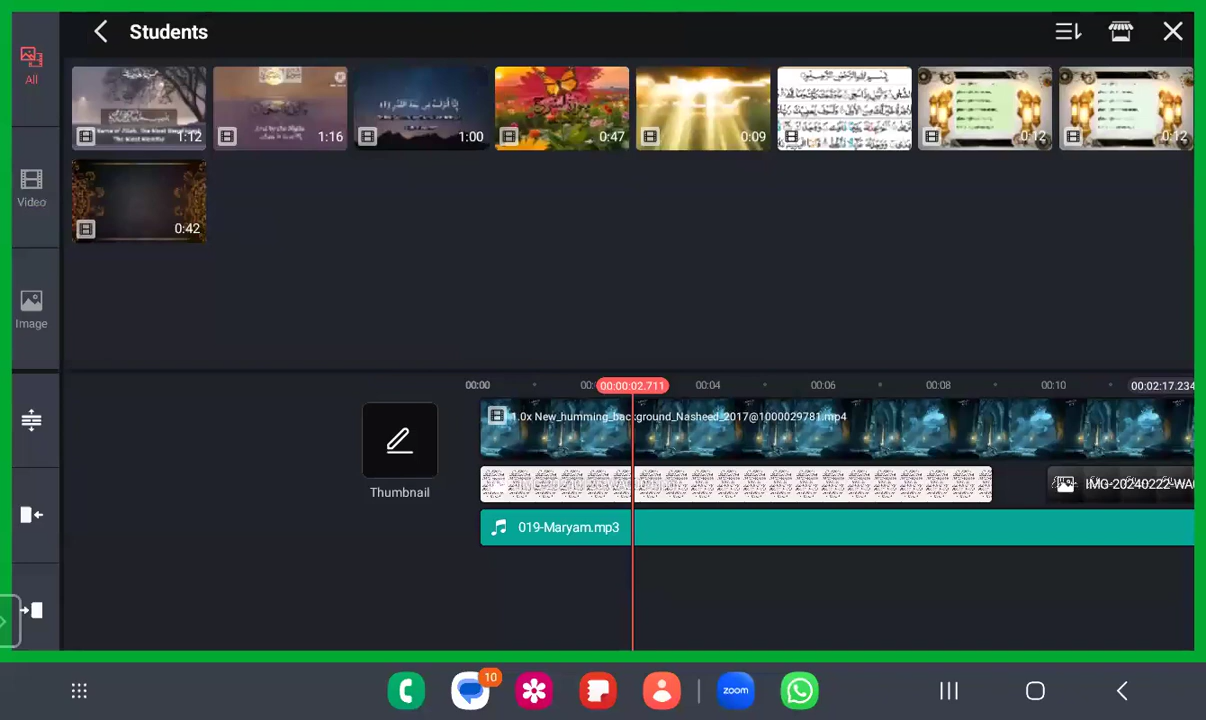 Students
All
Video
Image
1:12
1:16
1:00
0:47
0:09
0:12
0:12
0:42
00:00
00:00:02.711
00:04
00:06
00:08
00:10
00:02:17.234
1.0x New_humming_background_Nasheed_2017@1000029781.mp4
IMG-20240222-WA
019-Maryam.mp3
Thumbnail
10
zoom